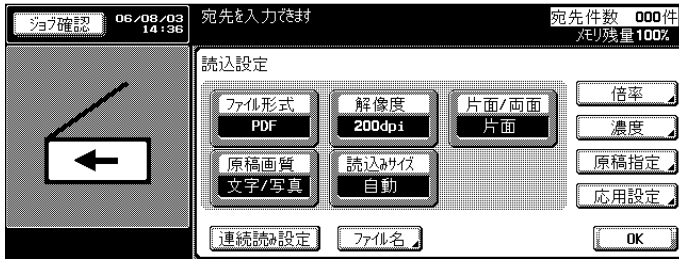 ジョブ確認
06/08/03
14:36
宛先を入力できます
宛先件数 000件
メモリ残量100%
読込設定
ファイル形式
PDF
解像度
200dpi
片面/両面
片面
原稿画質
文字/写真
読込みサイズ
自動
倍率
濃度
原稿指定
応用設定
連続読み設定
ファイル名
OK